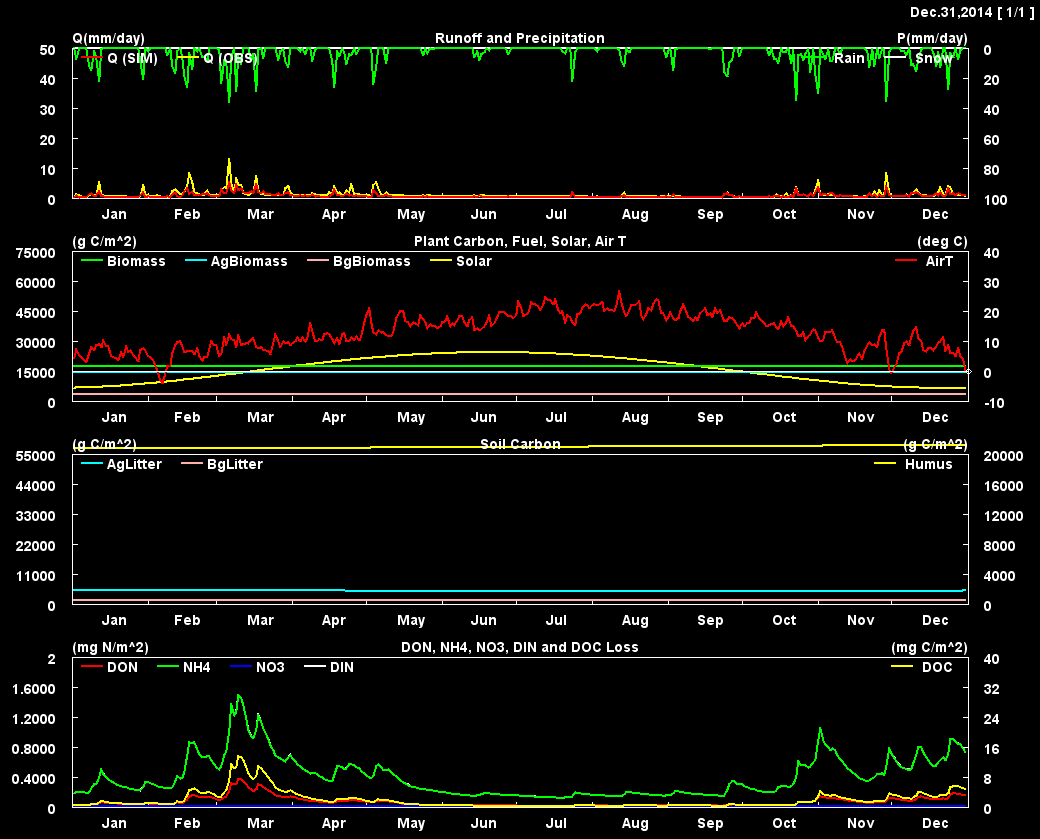 Dec.31,2014 [ 1/1 ]
Q(mm/day) Runoff and Precipitation P(mm/day)
50 Q (SIM) Q (OBS) Rain Snow 0
40 20
30 40
20 60
10 80
0 100
Jan Feb Mar Apr May Jun Jul Aug Sep Oct Nov Dec
(g C/m^2) Plant Carbon, Fuel, Solar, Air T (deg C)
75000 Biomass AgBiomass BgBiomass Solar AirT 40
60000 30
45000 20
30000 10
15000 0
0 -10
Jan Feb Mar Apr May Jun Jul Aug Sep Oct Nov Dec
(g C/m^2) Soil Carbon (g C/m^2)
55000 AgLitter BgLitter Humus 20000
44000 16000
33000 12000
22000 8000
11000 4000
0 0
Jan Feb Mar Apr May Jun Jul Aug Sep Oct Nov Dec
(mg N/m^2) DON, NH4, NO3, DIN and DOC Loss (mg C/m^2)
2 DON NH4 NO3 DIN DOC 40
1.6000 32
1.2000 24
0.8000 16
0.4000 8
0 0
Jan Feb Mar Apr May Jun Jul Aug Sep Oct Nov Dec